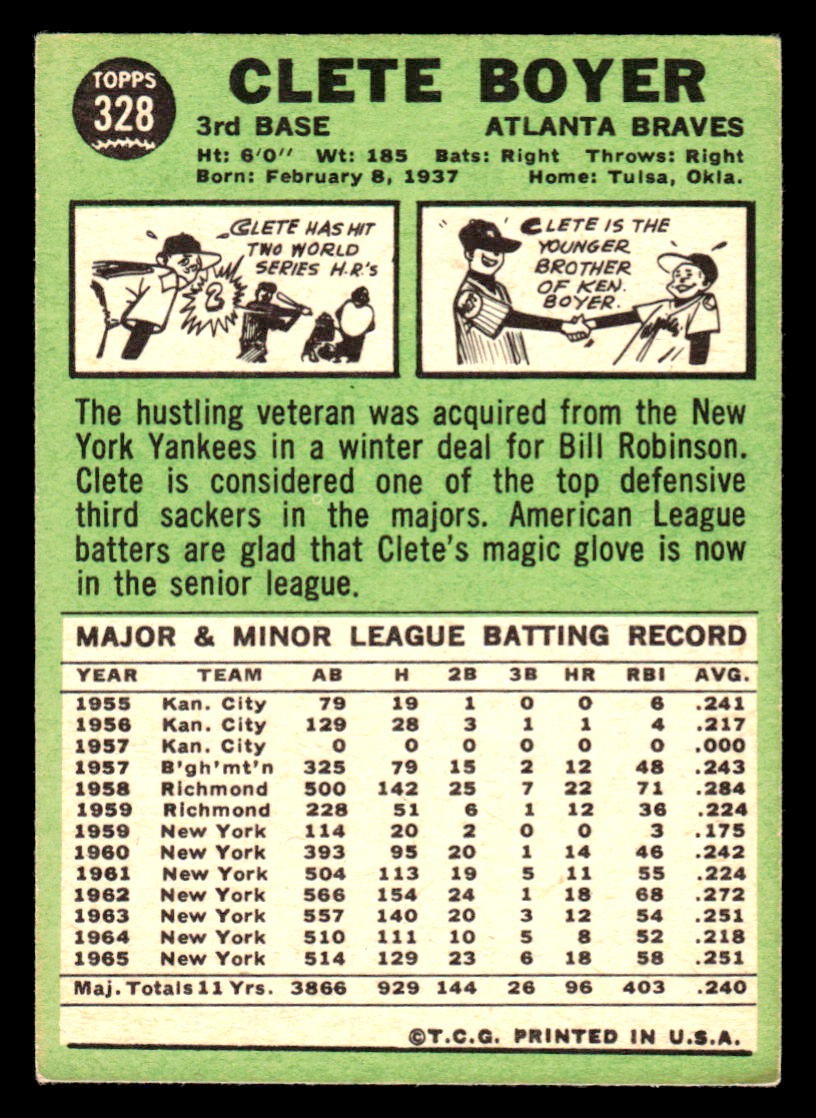 TOPPS
328
CLETE BOYER
3rd BASE ATLANTA BRAVES
Ht: 6'0" Wt: 185 Bats: Right Throws: Right
Born: February 8, 1937 Home: Tulsa, Okla.
CLETE HAS HIT
TWO WORLD
SERIES H.R.'s
2
CLETE IS THE
YOUNGER
BROTHER
OF KEN.
BOYER.
The hustling veteran was acquired from the New
York Yankees in a winter deal for Bill Robinson.
Clete is considered one of the top defensive
third sackers in the majors. American League
batters are glad that Clete's magic glove is now
in the senior league.
MAJOR & MINOR LEAGUE BATTING RECORD
YEAR TEAM AB H 2B 3B HR RBI AVG.
1955 Kan. City 79 19 1 0 0 6 .241
1956 Kan. City 129 28 3 1 1 4 .217
1957 Kan. City 0 0 0 0 0 0 .000
1957 B'gh'mt'n 325 79 15 2 12 48 .243
1958 Richmond 500 142 25 7 22 71 .284
1959 Richmond 228 51 6 1 12 36 .224
1959 New York 114 20 2 0 0 3 .175
1960 New York 393 95 20 1 14 46 .242
1961 New York 504 113 19 5 11 55 .224
1962 New York 566 154 24 1 18 68 .272
1963 New York 557 140 20 3 12 54 .251
1964 New York 510 111 10 5 8 52 .218
1965 New York 514 129 23 6 18 58 .251
Maj. Totals 11 Yrs. 3866 929 144 26 96 403 .240
©T.C.G. PRINTED IN U.S.A.